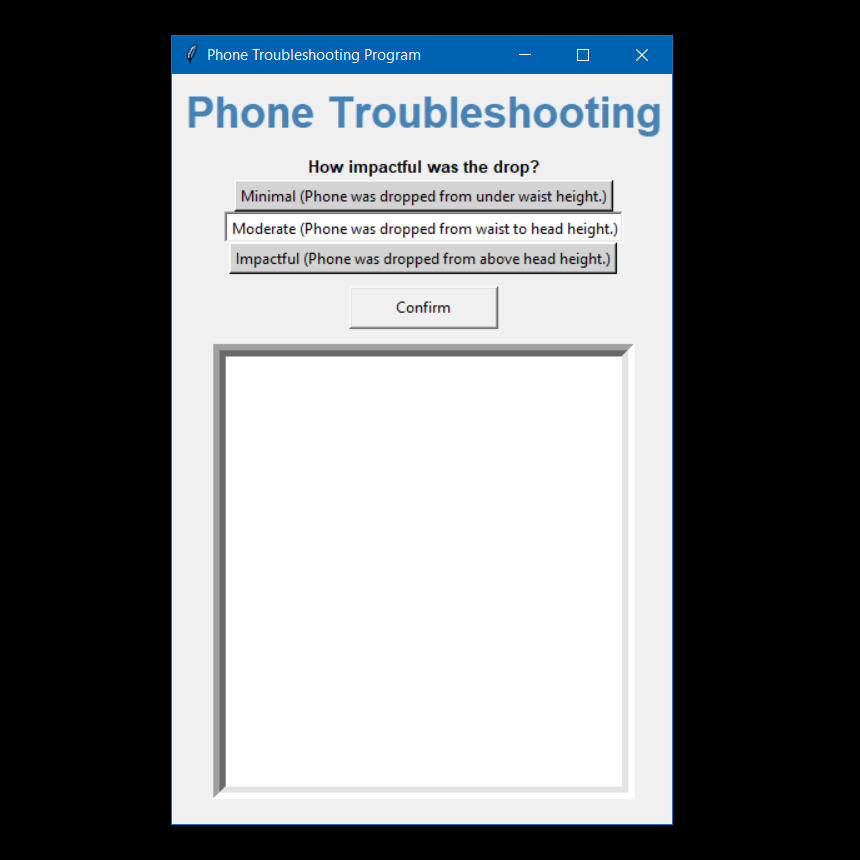 Phone Troubleshooting Program
Phone Troubleshooting
How impactful was the drop?
Minimal (Phone was dropped from under waist height.)
Moderate (Phone was dropped from waist to head height.)
Impactful (Phone was dropped from above head height.)
Confirm